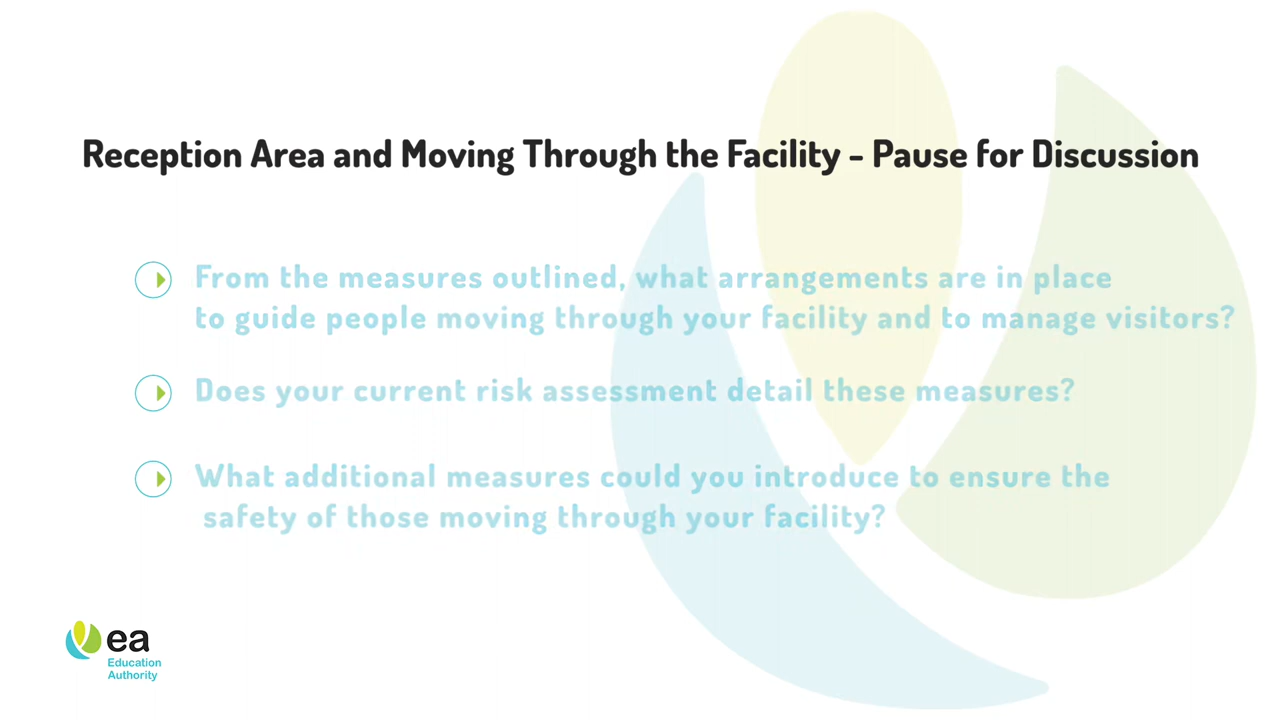 Reception Area and Moving Through the Facility - Pause for Discussion
From the measures outlined, what arrangements are in place
to guide people moving through your facility and to manage visitors?
Does your current risk assessment detail these measures?
What additional measures could you introduce to ensure the
safety of those moving through your facility?
ea
Education
Authority